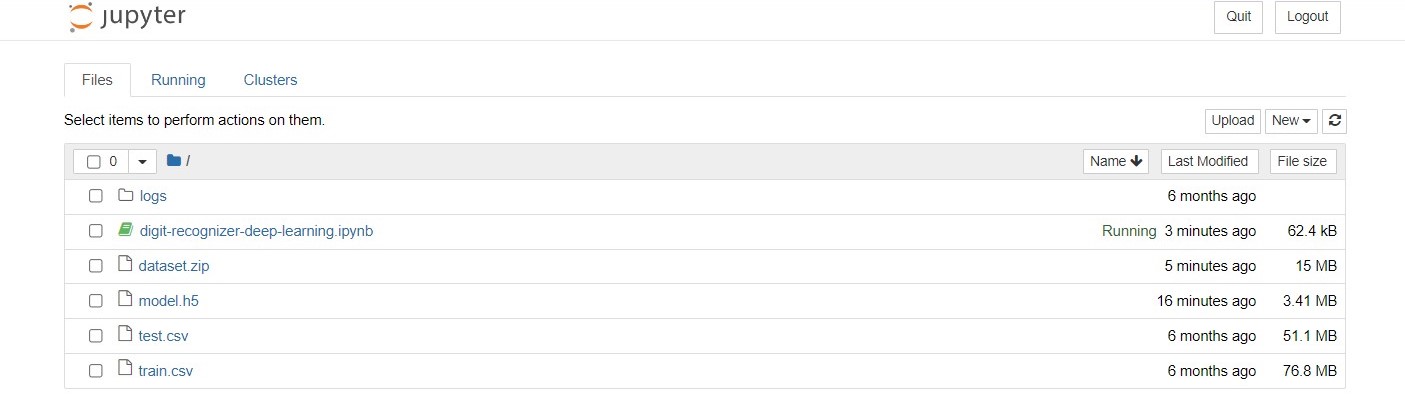 jupyter Quit Logout
Files Running Clusters
Select items to perform actions on them. Upload New
0 / Name Last Modified File size
logs 6 months ago
digit-recognizer-deep-learning.ipynb Running 3 minutes ago 62.4 kB
dataset.zip 5 minutes ago 15 MB
model.h5 16 minutes ago 3.41 MB
test.csv 6 months ago 51.1 MB
train.csv 6 months ago 76.8 MB